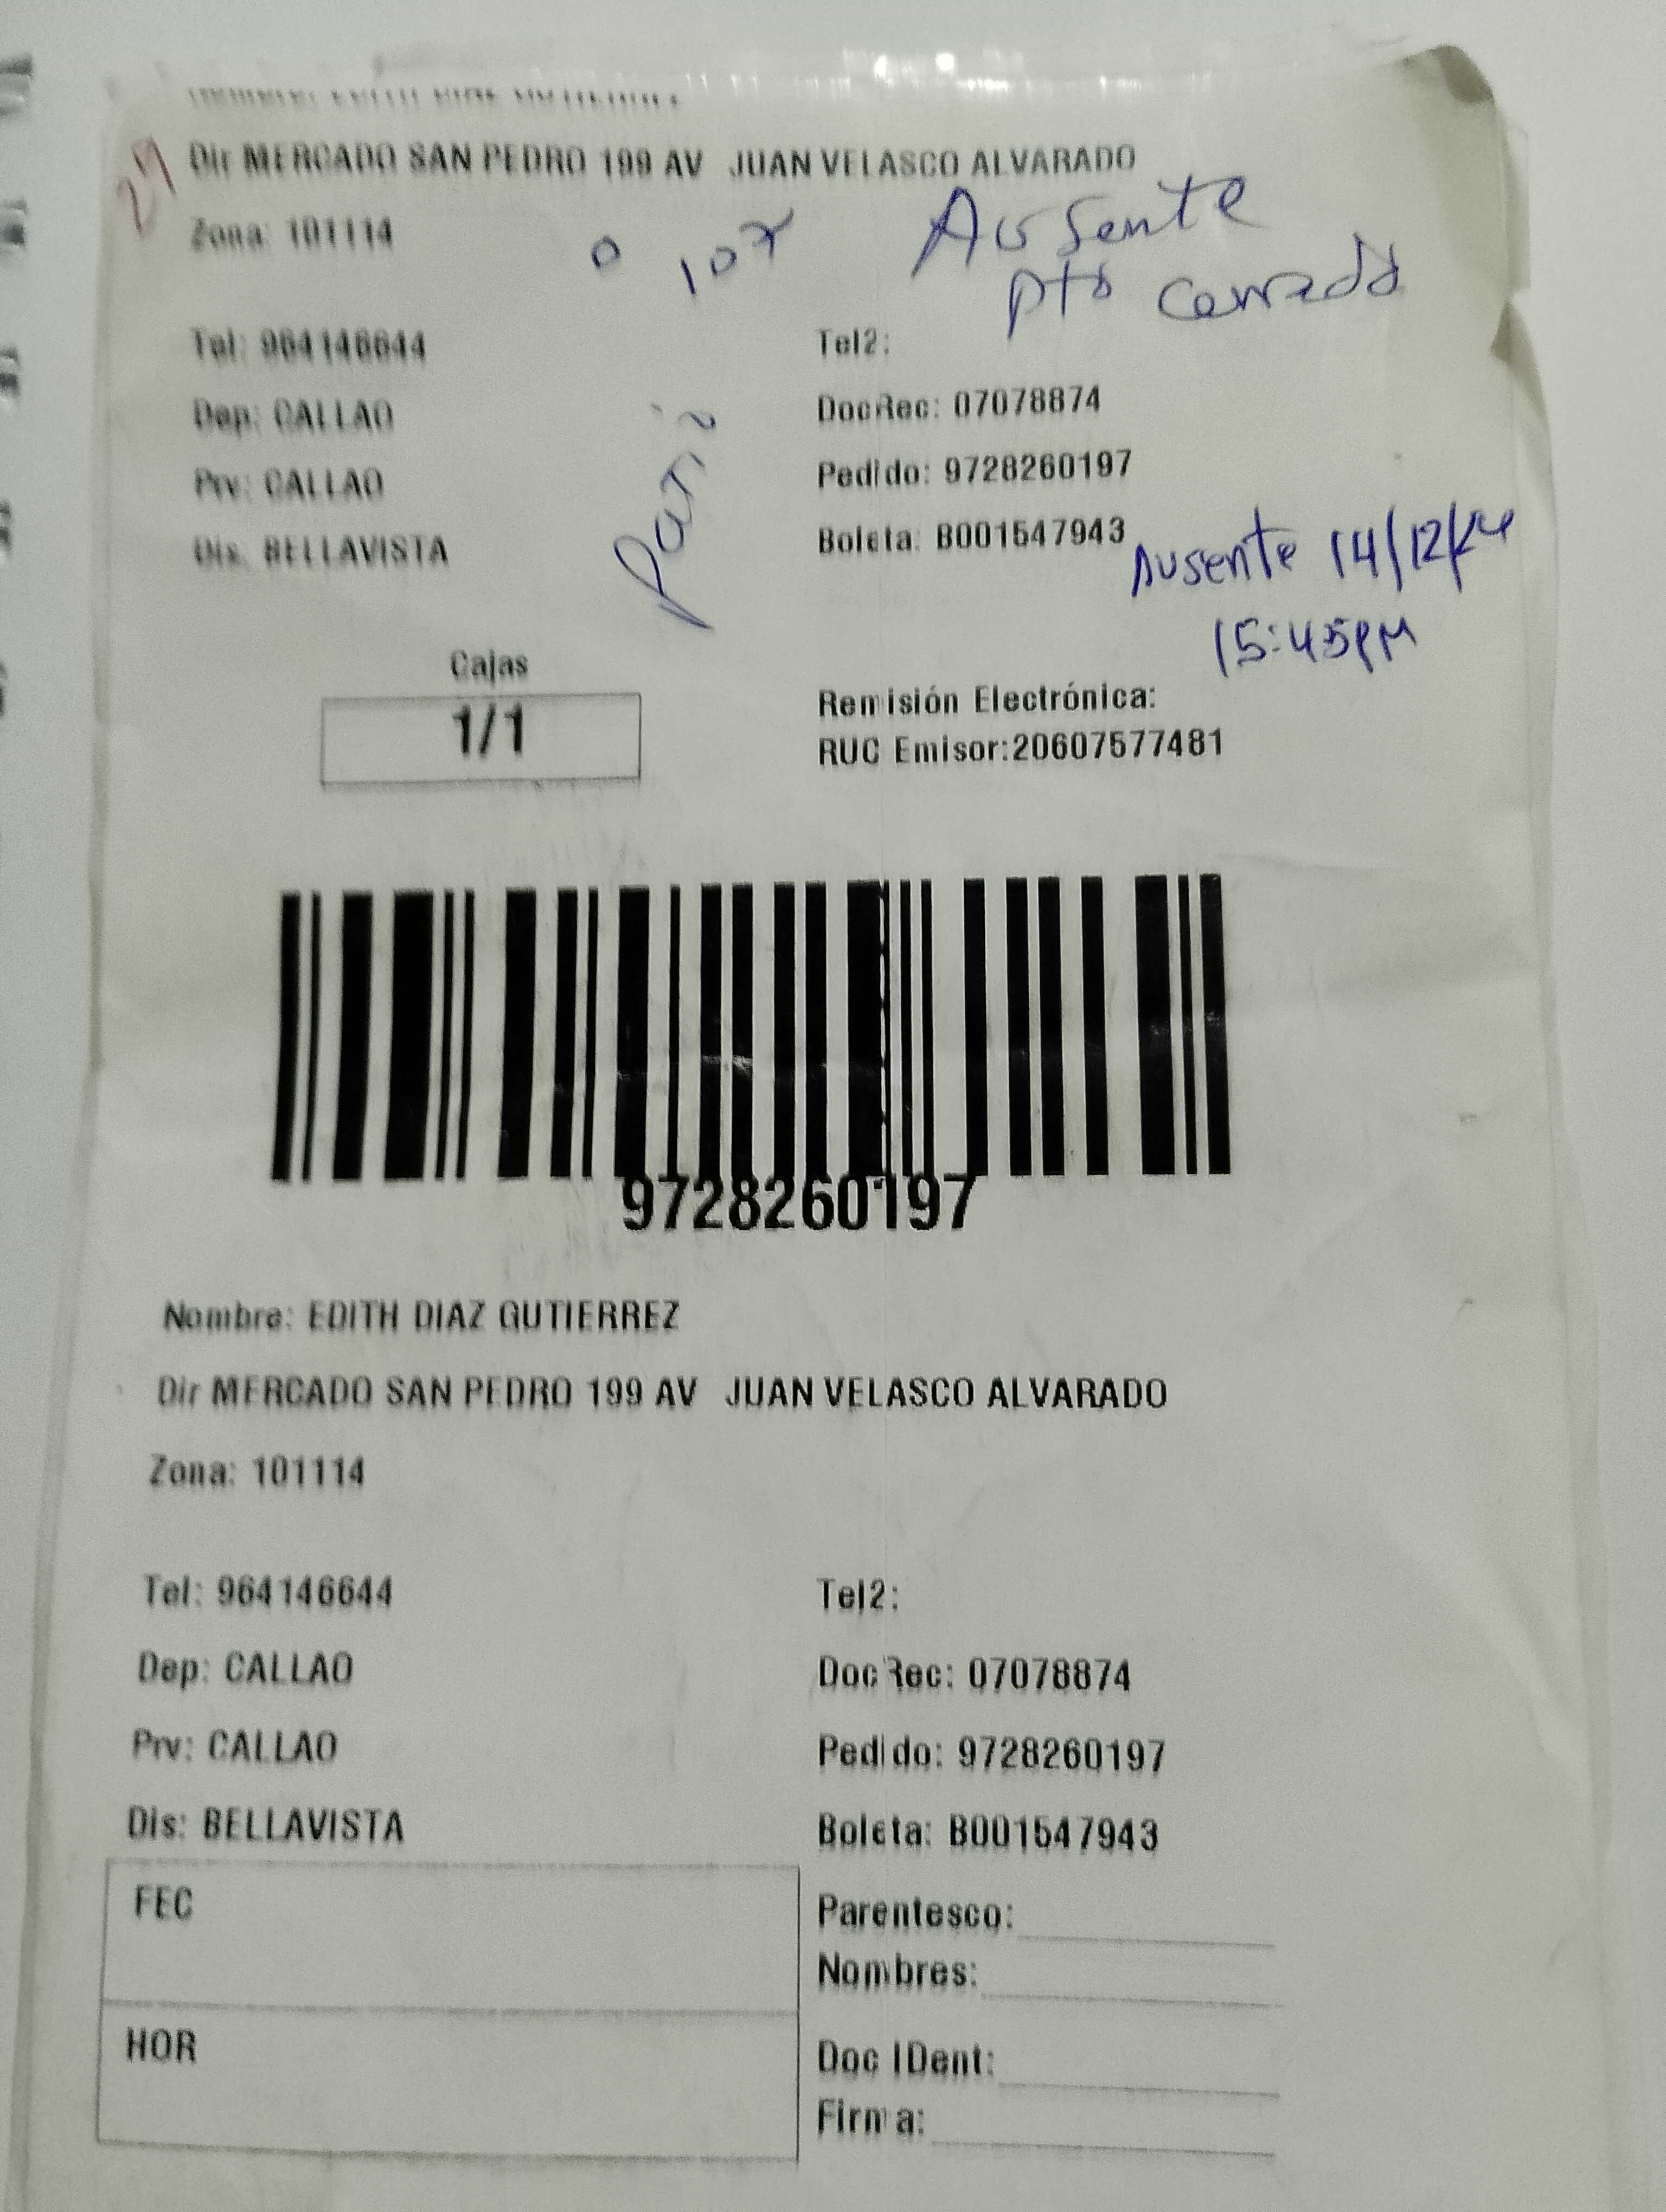 Dir MERCADO SAN PEDRO 199 AV JUAN VELASCO ALVARADO
29
Zona: 101114
Ausente
pto cerrado
Tel: 964146644 Tel2:
Dep: CALLAO DocRec: 07078874
Prv: CALLAO Pedido: 9728260197
Dis. BELLAVISTA Boleta: B001547943
Ausente 14/12/24
15:45PM
Cajas
1/1
Remisión Electrónica:
RUC Emisor:20607577481
9728260197
Nombre: EDITH DIAZ GUTIERREZ
Dir MERCADO SAN PEDRO 199 AV JUAN VELASCO ALVARADO
Zona: 101114
Tel: 964146644 Tel2:
Dep: CALLAO DocRec: 07078874
Prv: CALLAO Pedido: 9728260197
Dis: BELLAVISTA Boleta: B001547943
FEC
Parentesco:
Nombres:
HOR
Doc IDent:
Firma: